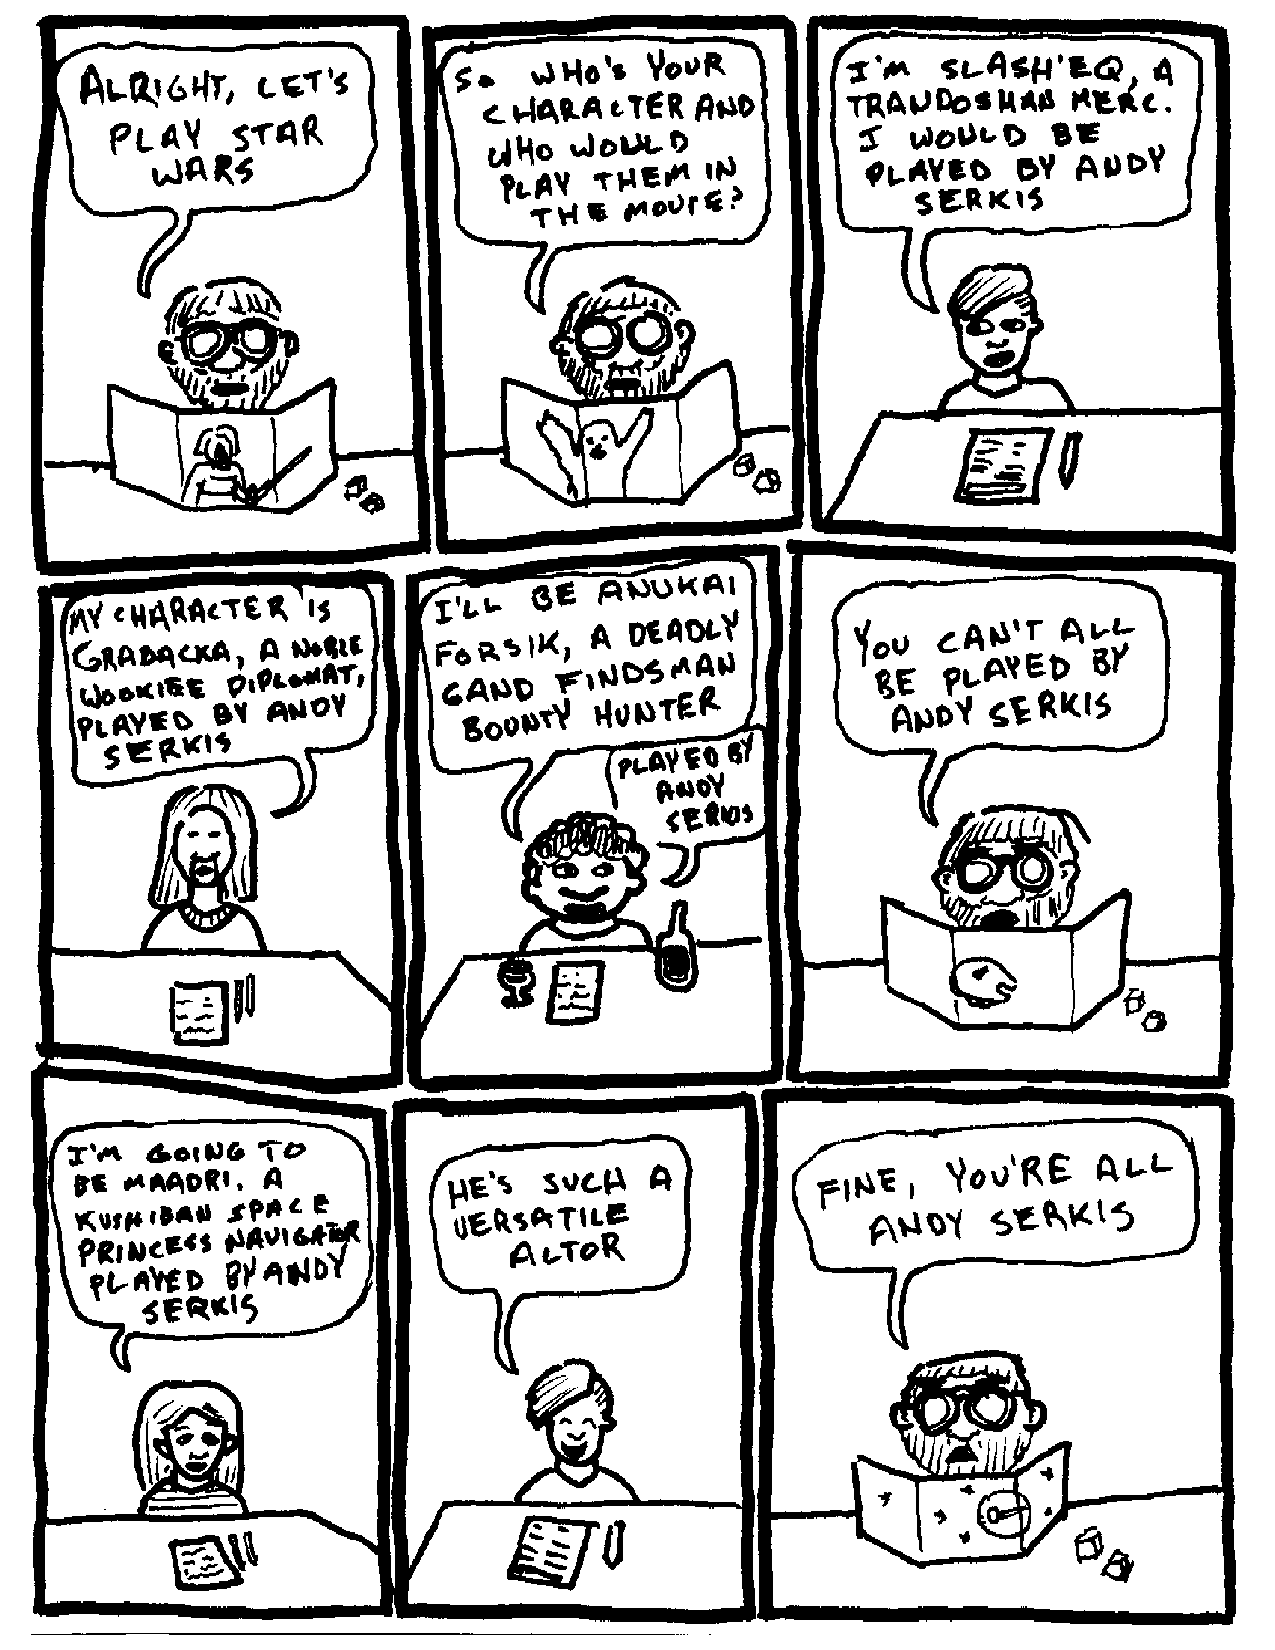 ALRIGHT, LET'S
PLAY STAR
WARS
SO WHO'S YOUR
CHARACTER AND
WHO WOULD
PLAY THEM IN
THE MOVIE?
I'M SLASH'EQ, A
TRANDOSHAN MERC.
I WOULD BE
PLAYED BY ANDY
SERKIS
MY CHARACTER IS
GRABACKA, A NOBLE
WOOKIEE DIPLOMAT,
PLAYED BY ANDY
SERKIS
I'LL BE ANUKAI
FORSIK, A DEADLY
GAND FINDSMAN
BOUNTY HUNTER
PLAYED BY
ANDY
SERKIS
YOU CAN'T ALL
BE PLAYED BY
ANDY SERKIS
I'M GOING TO
BE MAADRI. A
KUSHIBAN SPACE
PRINCESS NAVIGATOR
PLAYED BY ANDY
SERKIS
HE'S SUCH A
VERSATILE
ACTOR
FINE, YOU'RE ALL
ANDY SERKIS